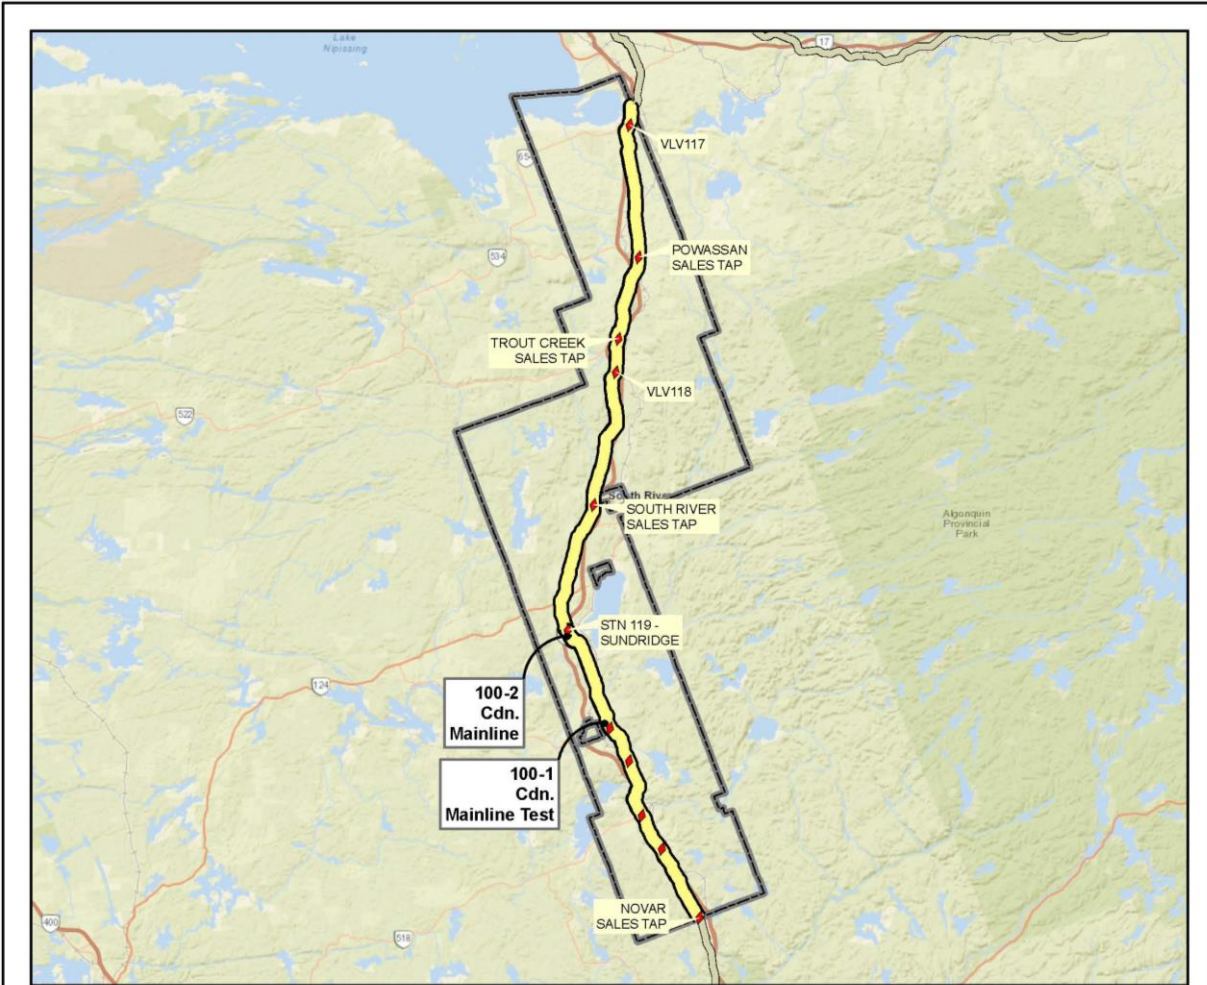 Lake
Nipissing
17
VLV117
654
POWASSAN
SALES TAP
534
TROUT CREEK
SALES TAP
VLV118
522
South River
SOUTH RIVER
SALES TAP
Algonquin
Provincial
Park
STN 119 -
SUNDRIDGE
124
100-2
Cdn.
Mainline
100-1
Cdn.
Mainline Test
NOVAR
SALES TAP
400
518